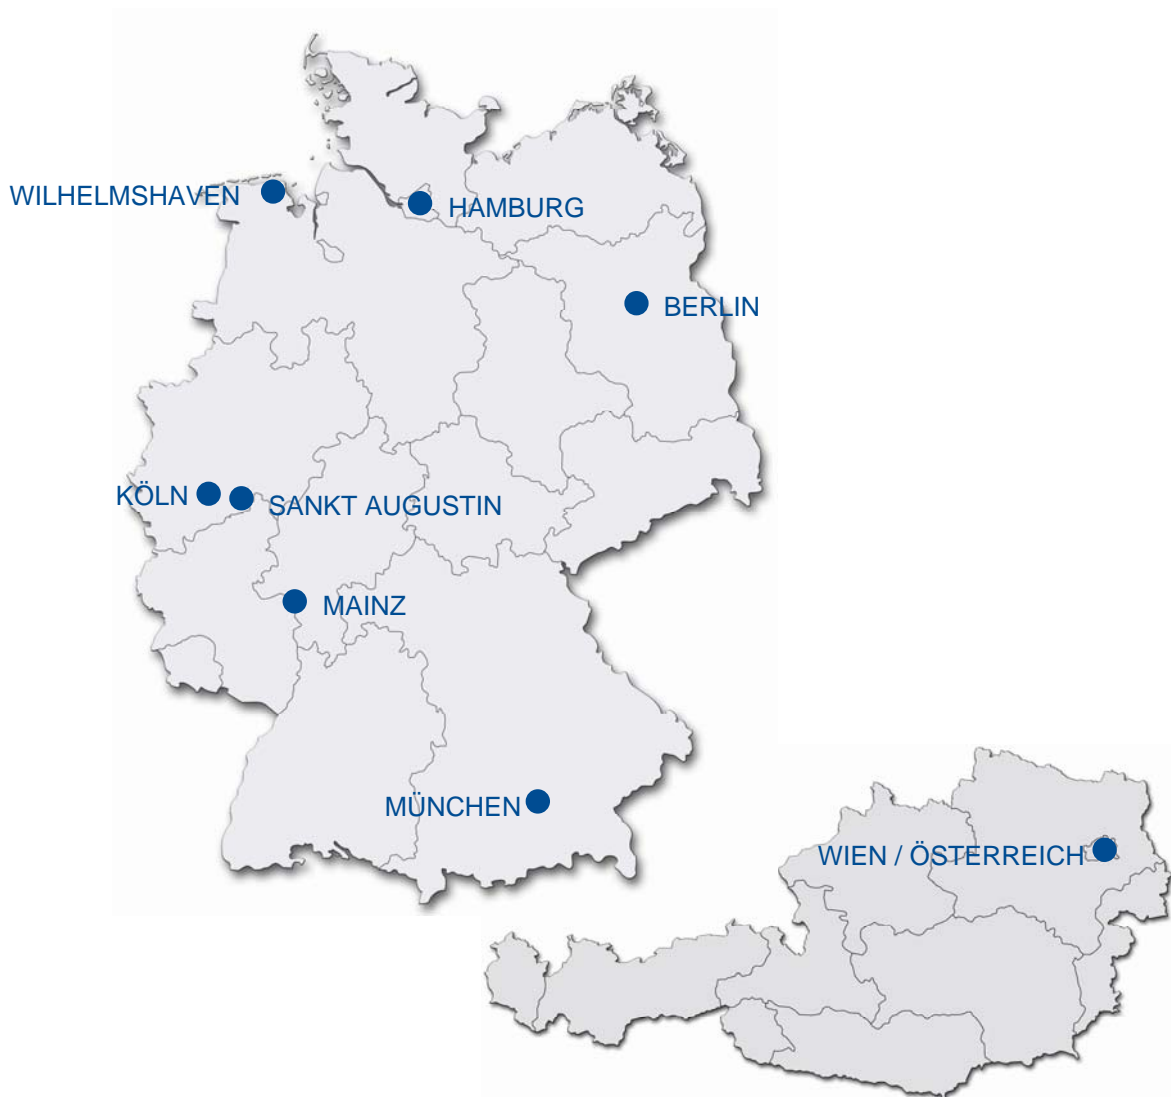 WILHELMSHAVEN
HAMBURG
BERLIN
KÖLN
SANKT AUGUSTIN
MAINZ
MÜNCHEN
WIEN / ÖSTERREICH